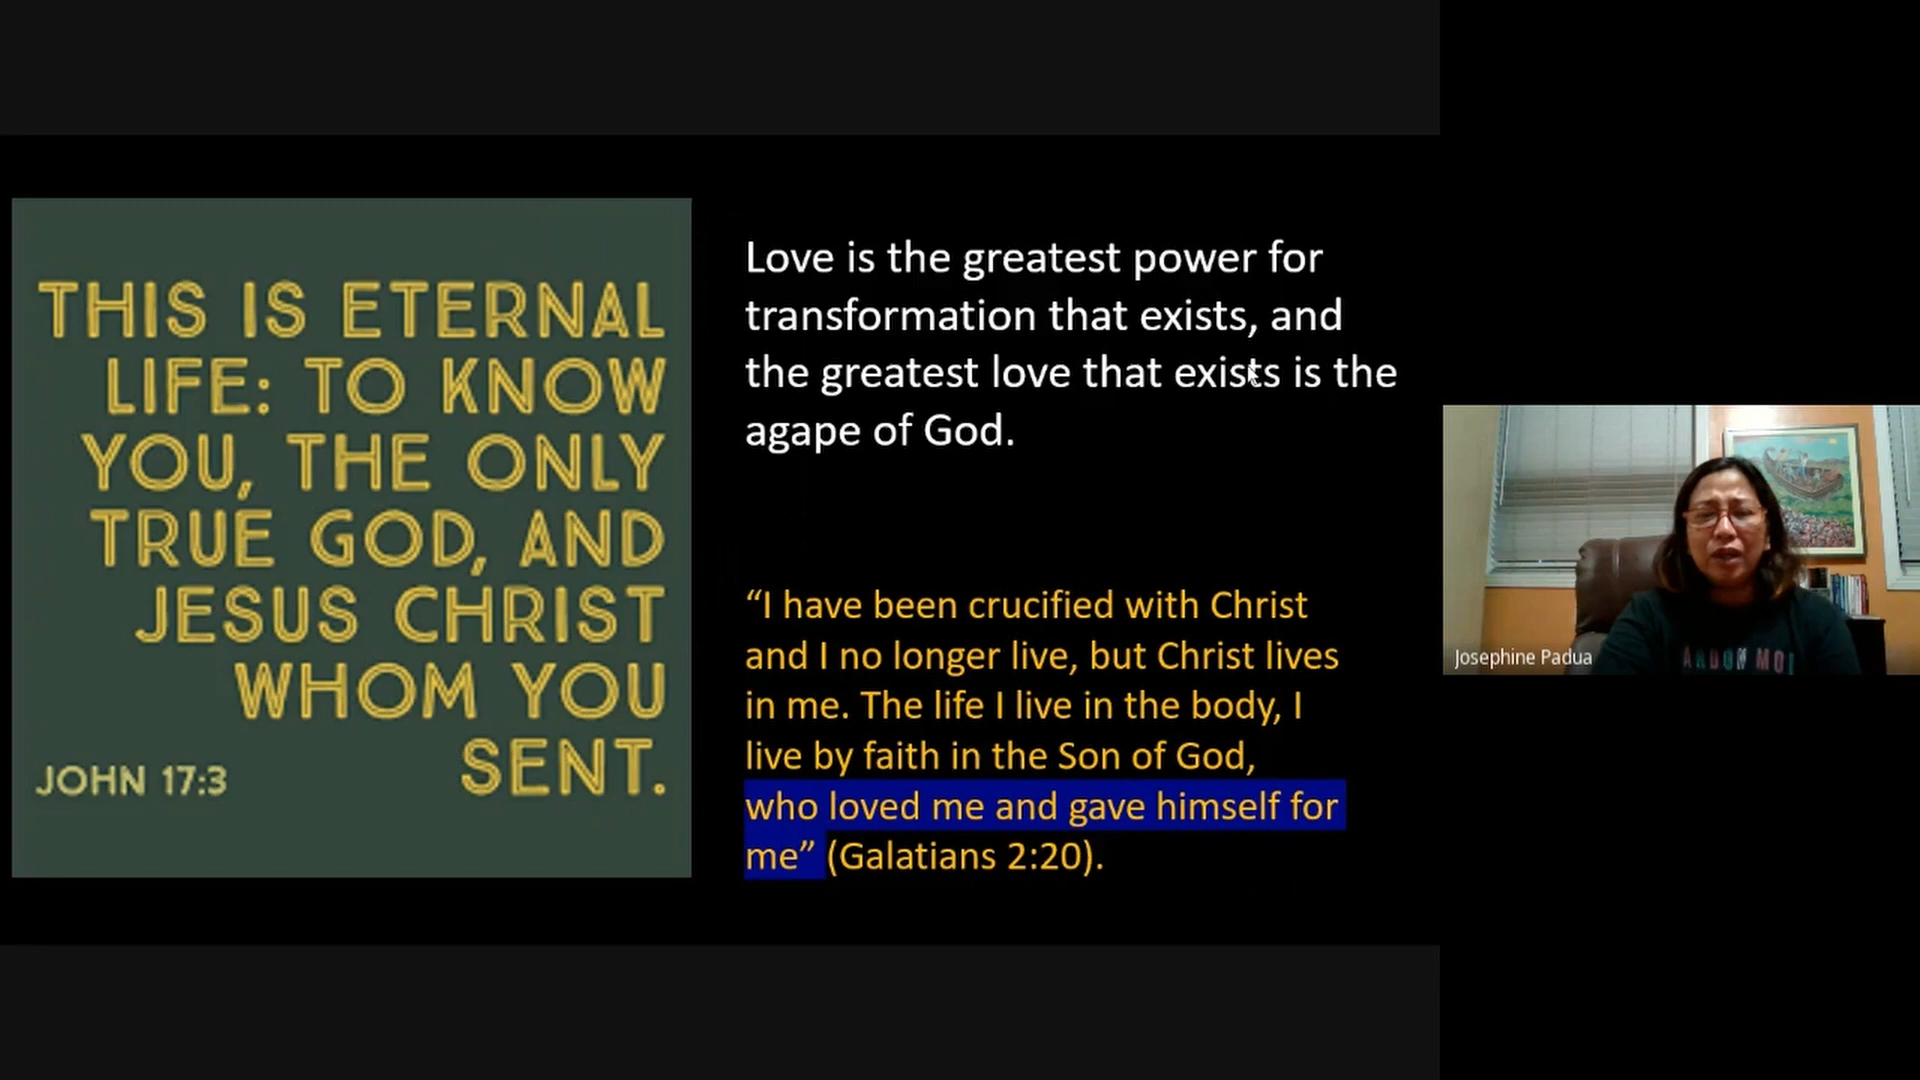 THIS IS ETERNAL
LIFE: TO KNOW
YOU, THE ONLY
TRUE GOD, AND
JESUS CHRIST
WHOM YOU
SENT.
JOHN 17:3
Love is the greatest power for
transformation that exists, and
the greatest love that exists is the
agape of God.
“I have been crucified with Christ
and I no longer live, but Christ lives
in me. The life I live in the body, I
live by faith in the Son of God,
who loved me and gave himself for
me” (Galatians 2:20).
Josephine Padua
ARDON MOI